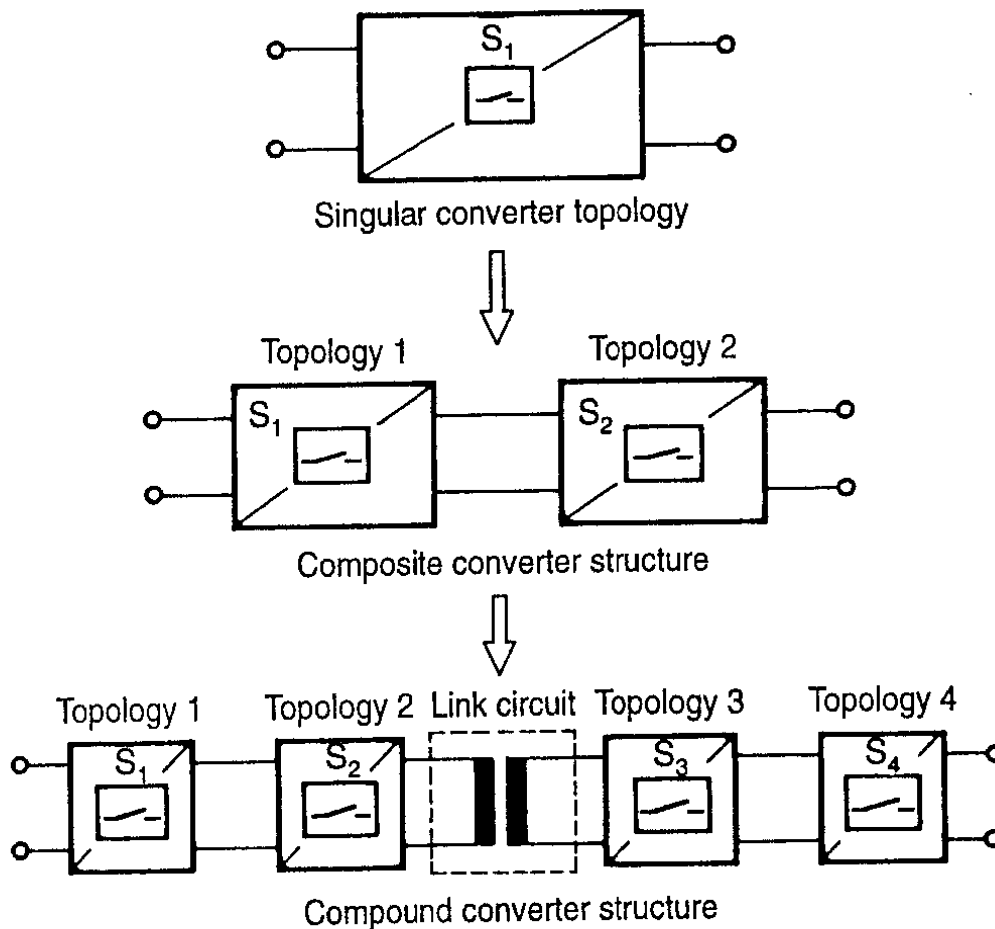 S₁
Singular converter topology
Topology 1 Topology 2
S₁ S₂
Composite converter structure
Topology 1 Topology 2 Link circuit Topology 3 Topology 4
S₁ S₂ S₃ S₄
Compound converter structure